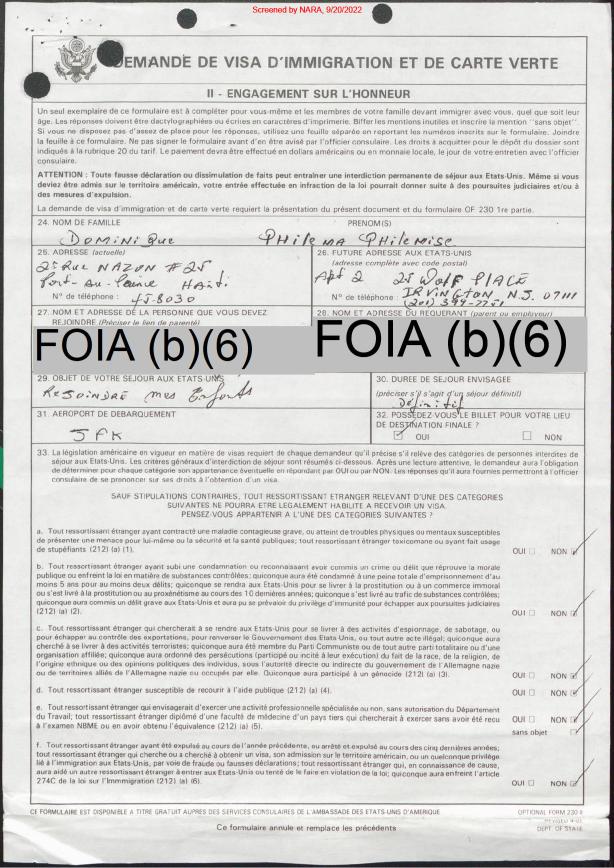 Screened by NARA, 9/20/2022
DEMANDE DE VISA D'IMMIGRATION ET DE CARTE VERTE
II - ENGAGEMENT SUR L'HONNEUR
Un seul exemplaire de ce formulaire est à compléter pour vous-même et les membres de votre famille devant immigrer avec vous, quel que soit leur
âge. Les réponses doivent être dactylographiées ou écrites en caractères d'imprimerie. Biffer les mentions inutiles et inscrire la mention "sans objet".
Si vous ne disposez pas d'assez de place pour les réponses, utilisez une feuille séparée en reportant les numéros inscrits sur le formulaire. Joindre
la feuille à ce formulaire. Ne pas signer le formulaire avant d'en être avisé par l'officier consulaire. Les droits à acquitter pour le dépôt du dossier sont
indiqués à la rubrique 20 du tarif. Le paiement devra être effectué en dollars américains ou en monnaie locale, le jour de votre entretien avec l'officier
consulaire.
ATTENTION : Toute fausse déclaration ou dissimulation de faits peut entraîner une interdiction permanente de séjour aux Etats-Unis. Même si vous
deviez être admis sur le territoire américain, votre entrée effectuée en infraction de la loi pourrait donner suite à des poursuites judiciaires et/ou à
des mesures d'expulsion.
La demande de visa d'immigration et de carte verte requiert la présentation du présent document et du formulaire OF 230 1re partie.
24. NOM DE FAMILLE PRENOM(S)
DOMINIQUE PHILEMA PHILEMISE
25. ADRESSE (actuelle)
25 Rue NAZON # 25
Port-Au-Prince Haiti
N° de téléphone : 45-8030
26. FUTURE ADRESSE AUX ETATS-UNIS
(adresse complète avec code postal)
Apt 2 25 Wolf PLACE
N° de téléphone : IRVINGTON N.J. 07111
(201) 399-7751
27. NOM ET ADRESSE DE LA PERSONNE QUE VOUS DEVEZ
REJOINDRE (Préciser le lien de parenté)
28. NOM ET ADRESSE DU REQUERANT (parent ou employeur)
FOIA (b)(6) FOIA (b)(6)
29. OBJET DE VOTRE SEJOUR AUX ETATS-UNIS
Rejoindre mes Enfants
30. DUREE DE SEJOUR ENVISAGEE
(préciser s'il s'agit d'un séjour définitif)
Définitif
31. AEROPORT DE DEBARQUEMENT
JFK
32. POSSEDEZ-VOUS LE BILLET POUR VOTRE LIEU
DE DESTINATION FINALE ?
OUI NON
33. La législation américaine en vigueur en matière de visas requiert de chaque demandeur qu'il précise s'il relève des catégories de personnes interdites de
séjour aux Etats-Unis. Les critères généraux d'interdiction de séjour sont résumés ci-dessous. Après une lecture attentive, le demandeur aura l'obligation
de déterminer pour chaque catégorie son appartenance éventuelle en répondant par OUI ou par NON. Les réponses qu'il aura fournies permettront à l'officier
consulaire de se prononcer sur ses droits à l'obtention d'un visa.
SAUF STIPULATIONS CONTRAIRES, TOUT RESSORTISSANT ETRANGER RELEVANT D'UNE DES CATEGORIES
SUIVANTES NE POURRA ETRE LEGALEMENT HABILITE A RECEVOIR UN VISA.
PENSEZ-VOUS APPARTENIR A L'UNE DES CATEGORIES SUIVANTES ?
a. Tout ressortissant étranger ayant contracté une maladie contagieuse grave, ou atteint de troubles physiques ou mentaux susceptibles
de présenter une menace pour lui-même ou la sécurité et la santé publiques; tout ressortissant étranger toxicomane ou ayant fait usage
de stupéfiants (212) (a) (1). OUI NON
b. Tout ressortissant étranger ayant subi une condamnation ou reconnaissant avoir commis un crime ou délit que réprouve la morale
publique ou enfreint la loi en matière de substances contrôlées; quiconque aura été condamné à une peine totale d'emprisonnement d'au
moins 5 ans pour au moins deux délits; quiconque se rendra aux Etats-Unis pour se livrer à la prostitution ou à un commerce immoral
ou s'est livré à la prostitution ou au proxénétisme au cours des 10 dernières années; quiconque s'est livré au trafic de substances contrôlées;
quiconque aura commis un délit grave aux Etats-Unis et aura pu se prévaloir du privilège d'immunité pour échapper aux poursuites judiciaires
(212) (a) (2). OUI NON
c. Tout ressortissant étranger qui chercherait à se rendre aux Etats-Unis pour se livrer à des activités d'espionnage, de sabotage, ou
pour échapper au contrôle des exportations, pour renverser le Gouvernement des Etats-Unis, ou tout autre acte illégal; quiconque aura
cherché à se livrer à des activités terroristes; quiconque aura été membre du Parti Communiste ou de tout autre parti totalitaire ou d'une
organisation affiliée; quiconque aura ordonné des persécutions (participé ou incité à leur exécution) du fait de la race, de la religion, de
l'origine ethnique ou des opinions politiques des individus, sous l'autorité directe ou indirecte du gouvernement de l'Allemagne nazie
ou de territoires alliés de l'Allemagne nazie ou occupés par elle. Quiconque aura participé à un génocide (212) (a) (3). OUI NON
d. Tout ressortissant étranger susceptible de recourir à l'aide publique (212) (a) (4). OUI NON
e. Tout ressortissant étranger qui envisagerait d'exercer une activité professionnelle spécialisée ou non, sans autorisation du Département
du Travail; tout ressortissant étranger diplomé d'un faculté de médecine d'un pays tiers qui chercherait à exercer sans avoir été reçu
à l'examen NBME ou en avoir obtenu l'équivalence (212) (a) (5). OUI NON
sans objet
f. Tout ressortissant étranger ayant été expulsé au cours de l'année précédente, ou arrêté et expulsé au cours des cinq dernières années;
tout ressortissant étranger qui cherche ou a cherché à obtenir un visa, son admission sur le territoire américain, ou un quelconque privilège
lié à l'immigration aux Etats-Unis, par voie de fraude ou fausses déclarations; tout ressortissant étranger qui, en connaissance de cause,
aura aidé un autre ressortissant étranger à entrer aux Etats-Unis ou tenté de le faire en violation de la loi; quiconque aura enfreint l'article
274C de la loi sur l'Immmigration (212) (a) (6). OUI NON
CE FORMULAIRE EST DISPONIBLE A TITRE GRATUIT AUPRES DES SERVICES CONSULAIRES DE L'AMBASSADE DES ETATS-UNIS D'AMERIQUE
OPTIONAL FORM 230 II
Ce formulaire annule et remplace les précédents
DEPT. OF STATE